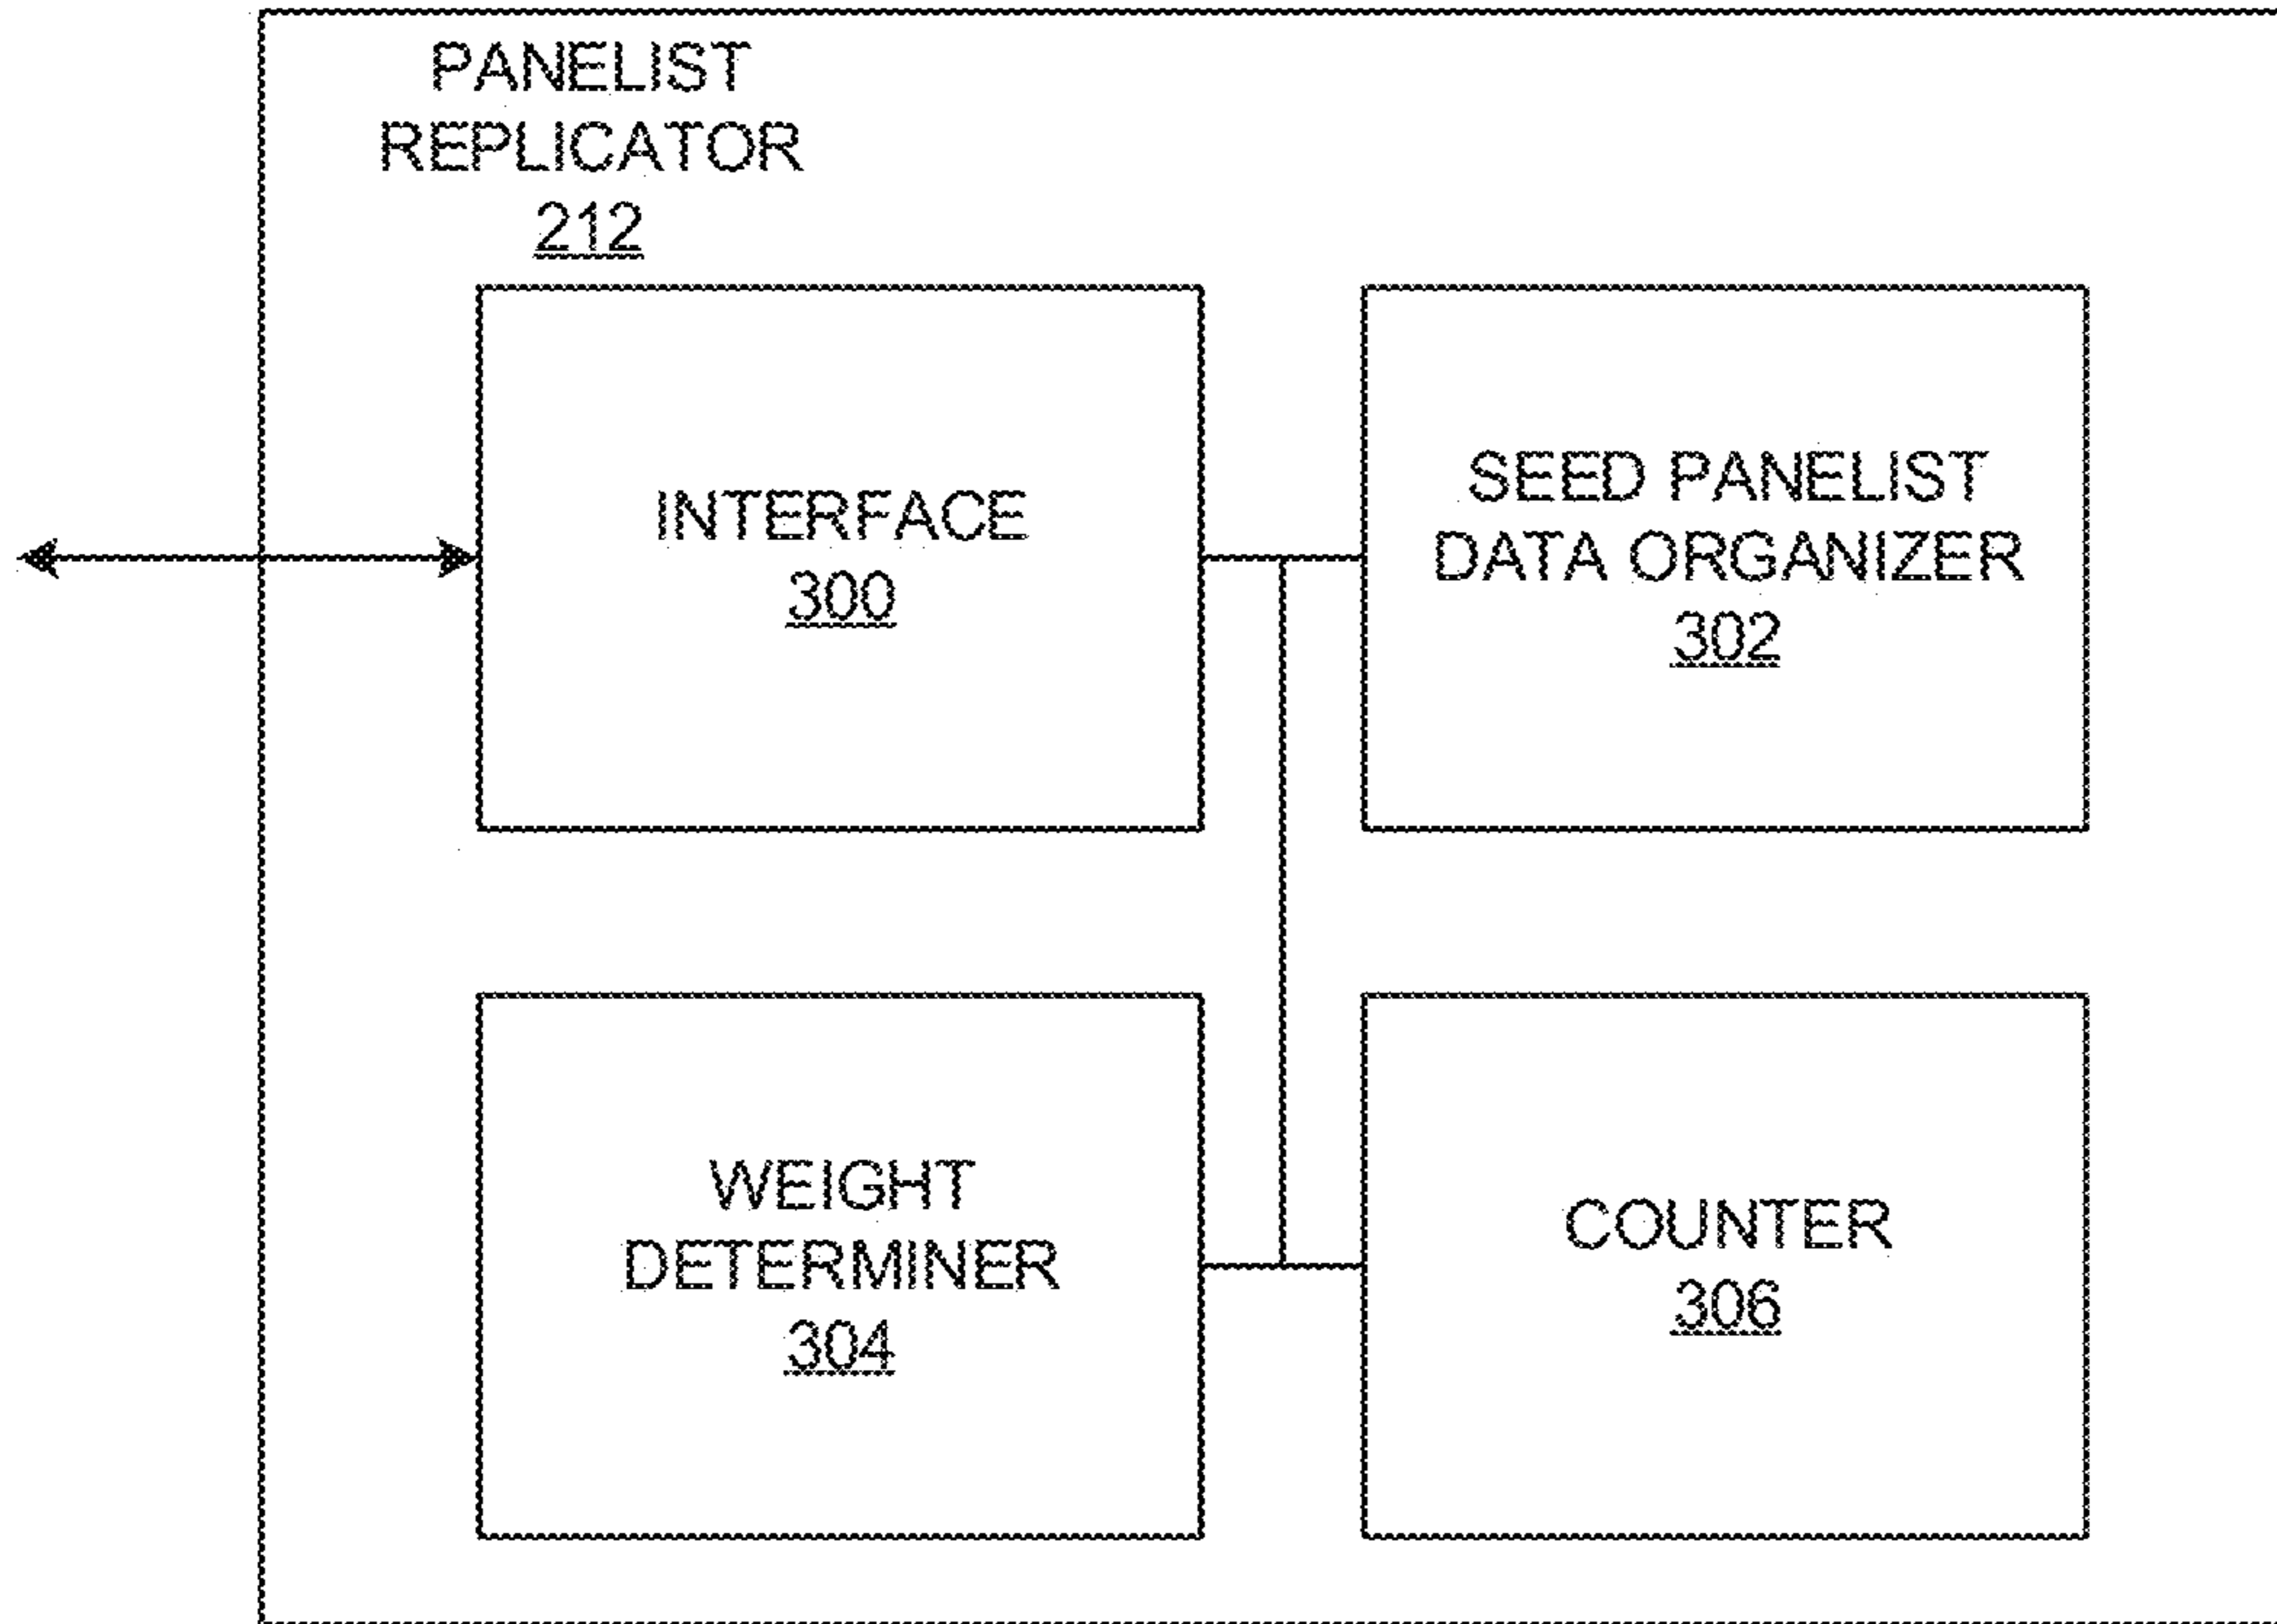 PANELIST
REPLICATOR
212
INTERFACE
300
SEED PANELIST
DATA ORGANIZER
302
WEIGHT
DETERMINER
304
COUNTER
306